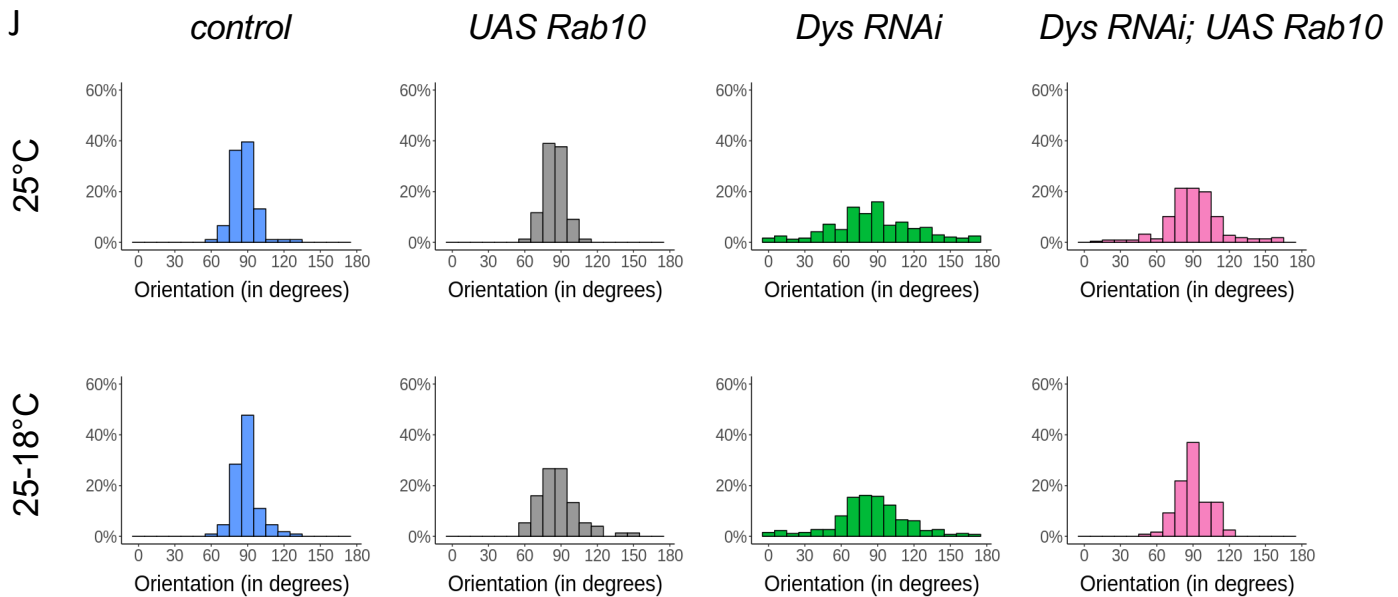 J
control UAS Rab10 Dys RNAi Dys RNAi; UAS Rab10
25°C
60% 60% 60% 60%
40% 40% 40% 40%
20% 20% 20% 20%
0% 0% 0% 0%
0 30 60 90 120 150 180 0 30 60 90 120 150 180 0 30 60 90 120 150 180 0 30 60 90 120 150 180
Orientation (in degrees) Orientation (in degrees) Orientation (in degrees) Orientation (in degrees)
25-18°C
60% 60% 60% 60%
40% 40% 40% 40%
20% 20% 20% 20%
0% 0% 0% 0%
0 30 60 90 120 150 180 0 30 60 90 120 150 180 0 30 60 90 120 150 180 0 30 60 90 120 150 180
Orientation (in degrees) Orientation (in degrees) Orientation (in degrees) Orientation (in degrees)